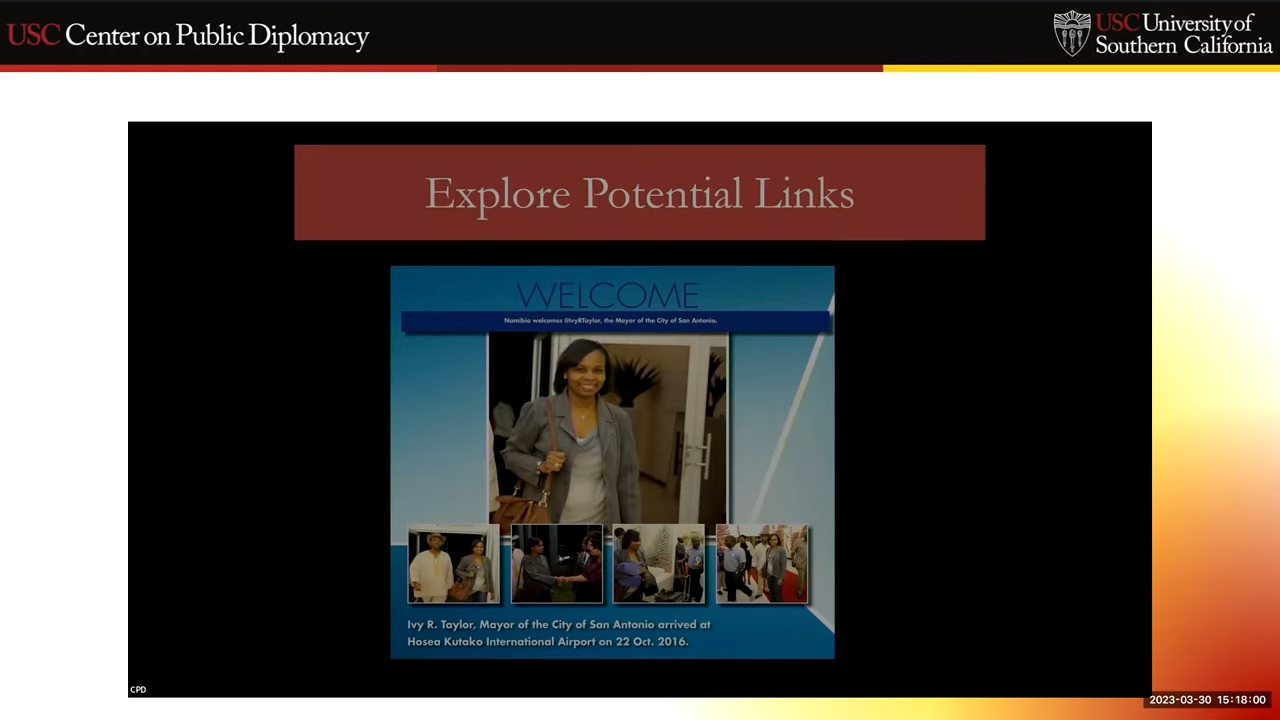 USC Center on Public Diplomacy
USC University of
Southern California
Explore Potential Links
WELCOME
Namibia welcomes @IvyRTaylor, the Mayor of the City of San Antonio.
Ivy R. Taylor, Mayor of the City of San Antonio arrived at
Hosea Kutako International Airport on 22 Oct. 2016.
CPD
2023-03-30 15:18:00